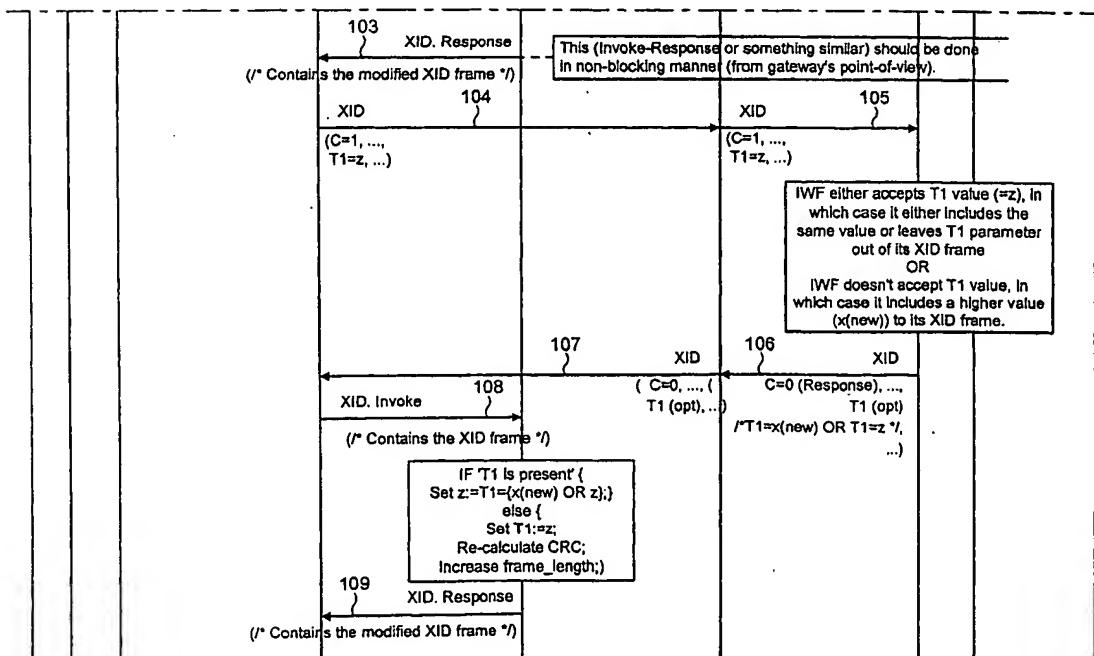 103
XID. Response
(/* Contains the modified XID frame */)
This (Invoke-Response or something similar) should be done
in non-blocking manner (from gateway's point-of-view).
104
XID
(C=1, ...,
T1=z, ...)
105
XID
(C=1, ...,
T1=z, ...)
IWF either accepts T1 value (=z), in
which case it either includes the
same value or leaves T1 parameter
out of its XID frame
OR
IWF doesn't accept T1 value, in
which case it includes a higher value
(x(new)) to its XID frame.
106
XID
C=0 (Response), ...,
T1 (opt)
/*T1=x(new) OR T1=z */,
...)
107
XID
( C=0, ..., (
T1 (opt), ...)
108
XID. Invoke
(/* Contains the XID frame */)
IF 'T1 is present' {
Set z:=T1={x(new) OR z};}
else {
Set T1:=z;
Re-calculate CRC;
Increase frame_length;)
109
XID. Response
(/* Contains the modified XID frame */)